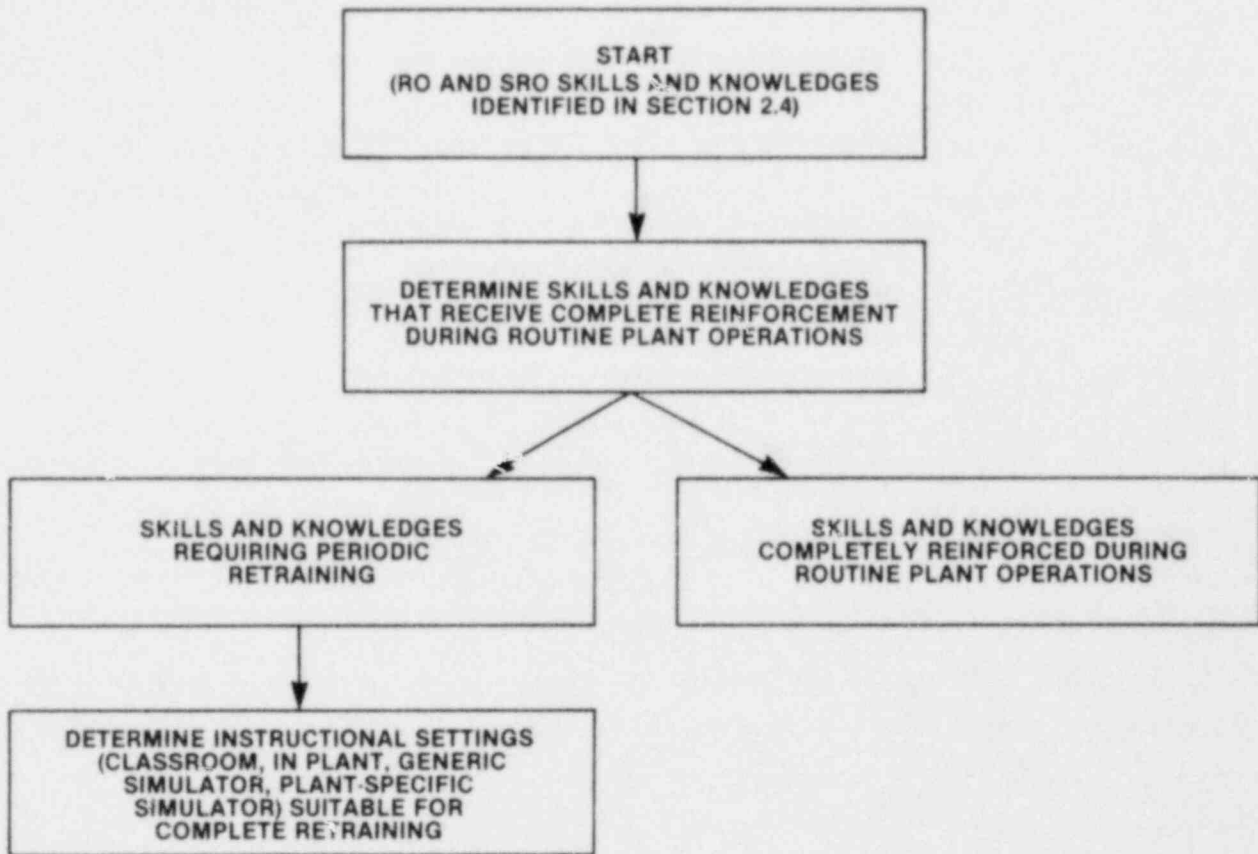 START
(RO AND SRO SKILLS AND KNOWLEDGES
IDENTIFIED IN SECTION 2.4)
DETERMINE SKILLS AND KNOWLEDGES
THAT RECEIVE COMPLETE REINFORCEMENT
DURING ROUTINE PLANT OPERATIONS
SKILLS AND KNOWLEDGES
REQUIRING PERIODIC
RETRAINING
SKILLS AND KNOWLEDGES
COMPLETELY REINFORCED DURING
ROUTINE PLANT OPERATIONS
DETERMINE INSTRUCTIONAL SETTINGS
(CLASSROOM, IN PLANT, GENERIC
SIMULATOR, PLANT-SPECIFIC
SIMULATOR) SUITABLE FOR
COMPLETE RETRAINING